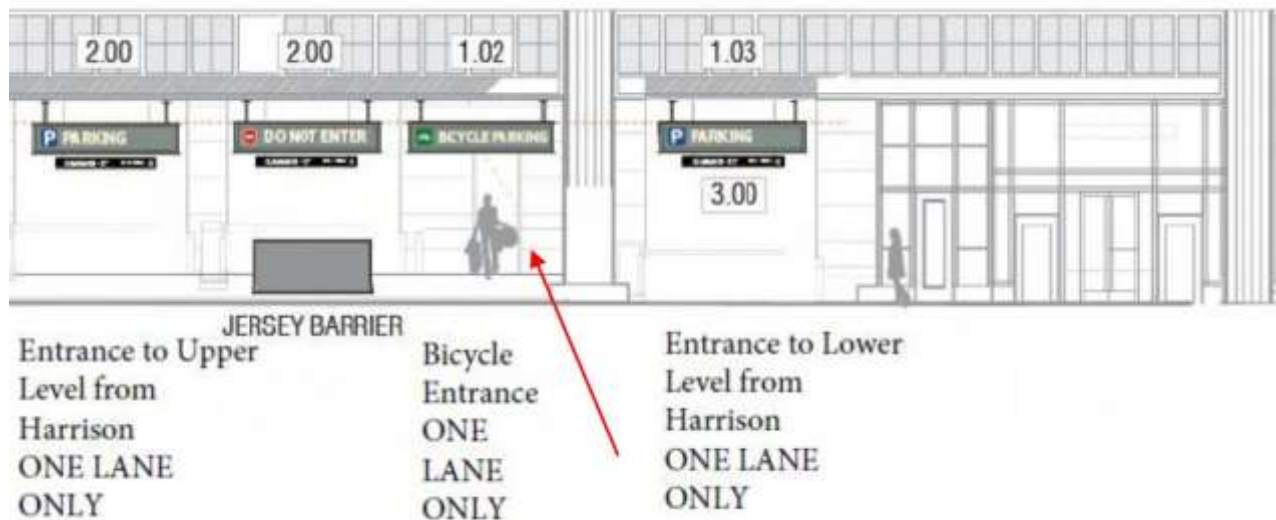 2.00
2.00
1.02
1.03
P PARKING
DO NOT ENTER
BICYCLE PARKING
P PARKING
3.00
JERSEY BARRIER
Entrance to Upper
Level from
Harrison
ONE LANE
ONLY
Bicycle
Entrance
ONE
LANE
ONLY
Entrance to Lower
Level from
Harrison
ONE LANE
ONLY